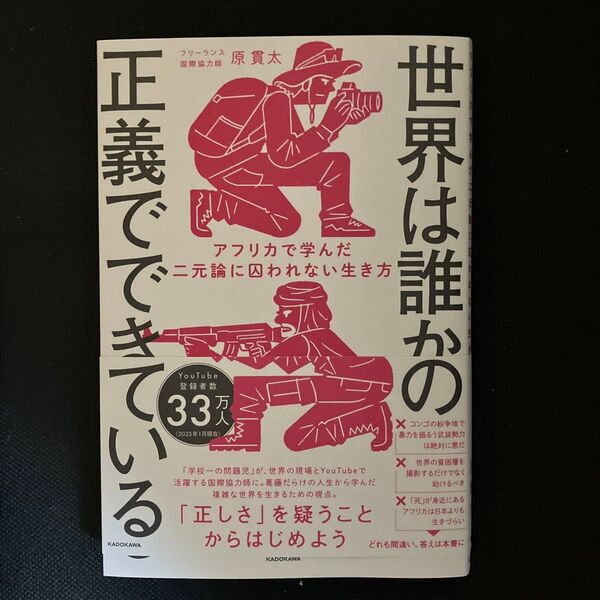 世界は誰かの
正義でできている
フリーランス
国際協力師 原貫太
アフリカで学んだ
二元論に囚われない生き方
YouTube
登録者数
33万人
(2025年1月現在)
「学校一の問題児」が、世界の現場とYouTubeで
活躍する国際協力師に。葛藤だらけの人生から学んだ
複雑な世界を生きるための視点。
「正しさ」を疑うこと
からはじめよう
× コンゴの紛争地で
暴力を振るう武装勢力
は絶対に悪だ
× 世界の貧困層を
撮影するだけでなく
助けるべき
× 「死」が身近にある
アフリカは日本よりも
生きづらい
どれも間違い。答えは本書に
KADOKAWA
KADOKAWA